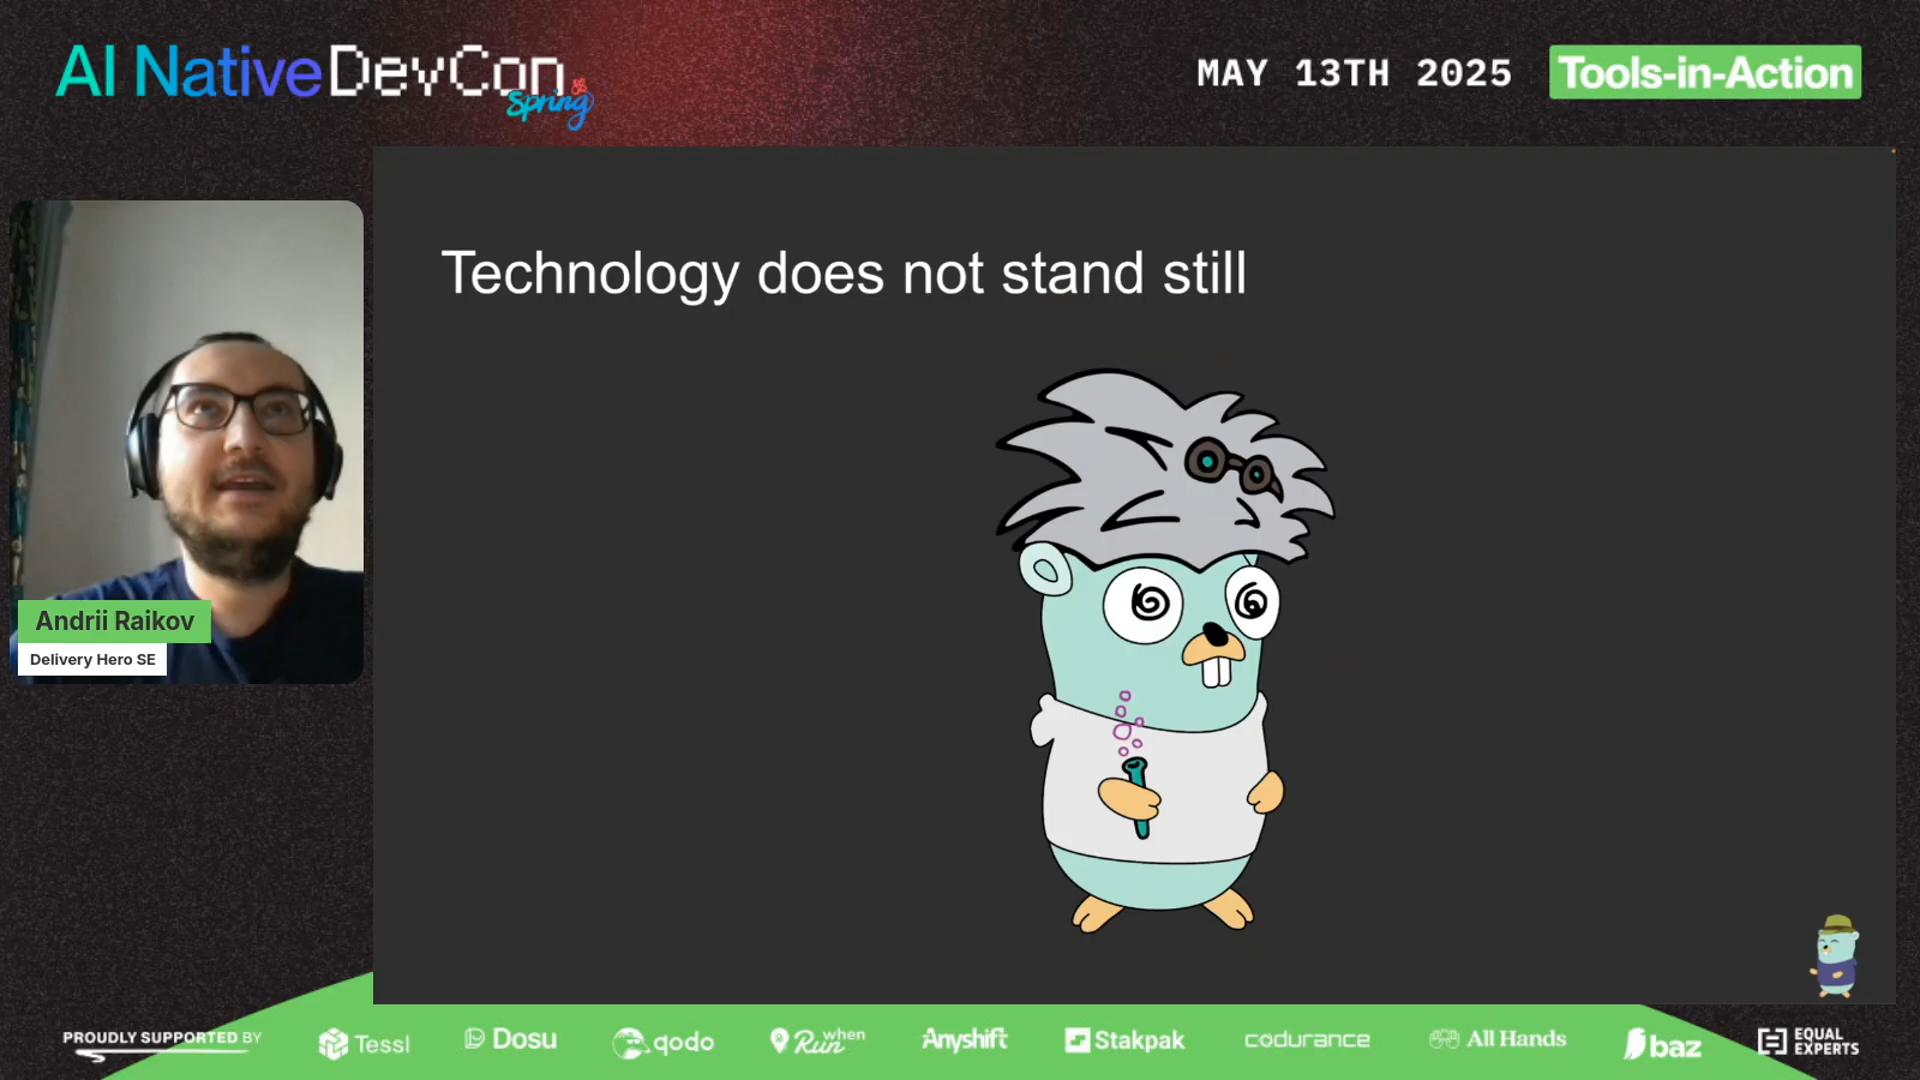 AI Native DevCon
Spring
MAY 13TH 2025
Tools-in-Action
Technology does not stand still
Andrii Raikov
Delivery Hero SE
PROUDLY SUPPORTED BY
Tessl
Dosu
qodo
Run when
Anyshift
Stakpak
codurance
All Hands
baz
EQUAL
EXPERTS